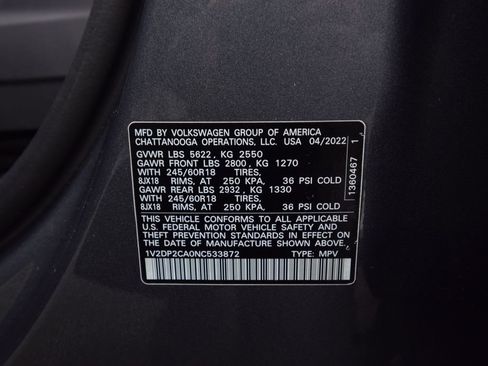 MFD BY VOLKSWAGEN GROUP OF AMERICA
CHATTANOOGA OPERATIONS, LLC. USA 04/2022
GVWR LBS 5622, KG 2550
GAWR FRONT LBS 2800, KG 1270
WITH 245/60R18 TIRES,
8JX18 RIMS, AT 250 KPA, 36 PSI COLD
GAWR REAR LBS 2932, KG 1330
WITH 245/60R18 TIRES,
8JX18 RIMS, AT 250 KPA, 36 PSI COLD
THIS VEHICLE CONFORMS TO ALL APPLICABLE
U.S. FEDERAL MOTOR VEHICLE SAFETY AND
THEFT PREVENTION STANDARDS IN EFFECT ON
THE DATE OF MANUFACTURE SHOWN ABOVE.
1V2DP2CA0NC533872 TYPE: MPV
1360467 1